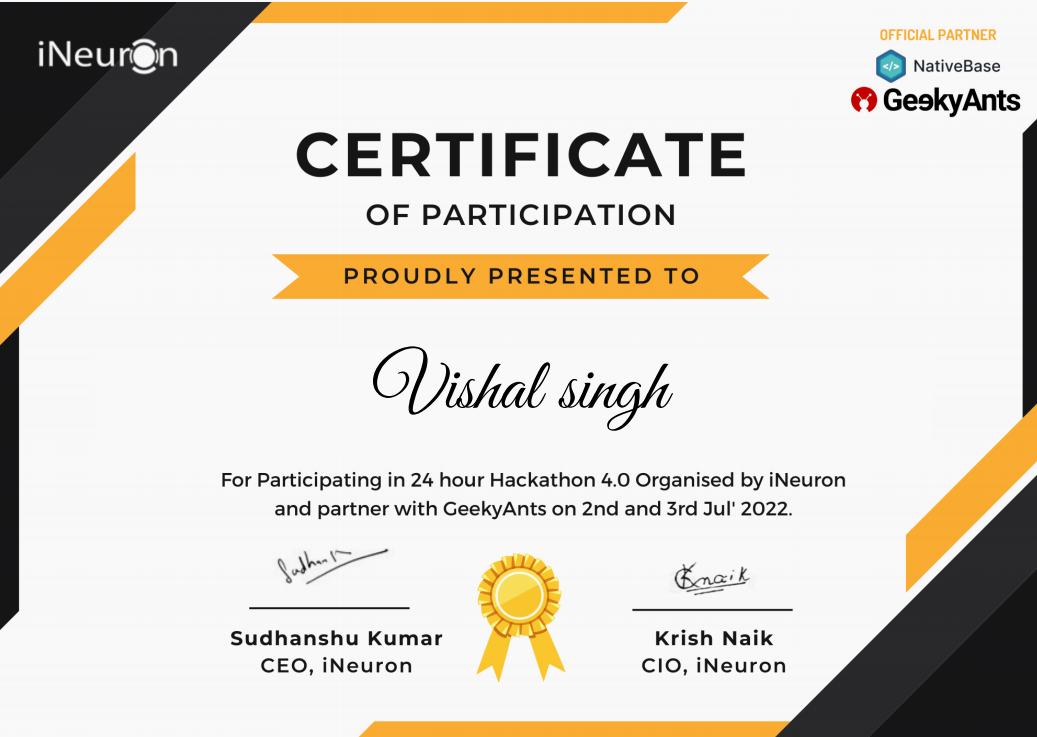 iNeuron
OFFICIAL PARTNER
NativeBase
GeekyAnts
CERTIFICATE
OF PARTICIPATION
PROUDLY PRESENTED TO
Vishal singh
For Participating in 24 hour Hackathon 4.0 Organised by iNeuron
and partner with GeekyAnts on 2nd and 3rd Jul' 2022.
Sudhanshu Kumar
CEO, iNeuron
Krish Naik
CIO, iNeuron